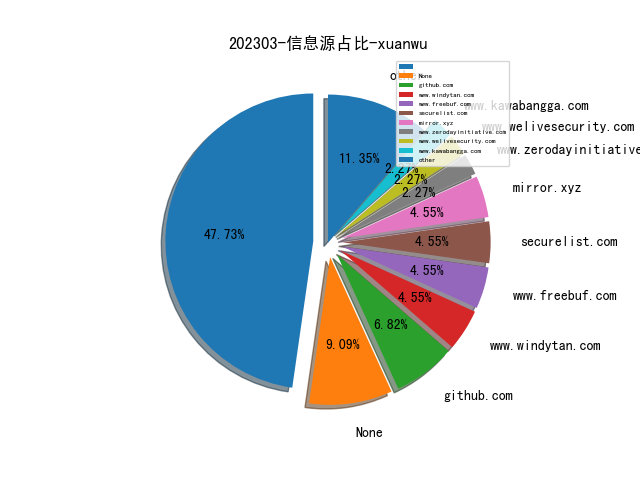 202303-信息源占比-xuanwu
None
github.com
www.windytan.com
www.freebuf.com
securelist.com
mirror.xyz
www.zerodayinitiative.com
www.welivesecurity.com
www.kawabangga.com
other
www.kawabangga.com
www.welivesecurity.com
www.zerodayinitiative
mirror.xyz
securelist.com
www.freebuf.com
www.windytan.com
github.com
None
11.35%
2.27%
2.27%
2.27%
4.55%
4.55%
4.55%
4.55%
6.82%
9.09%
47.73%